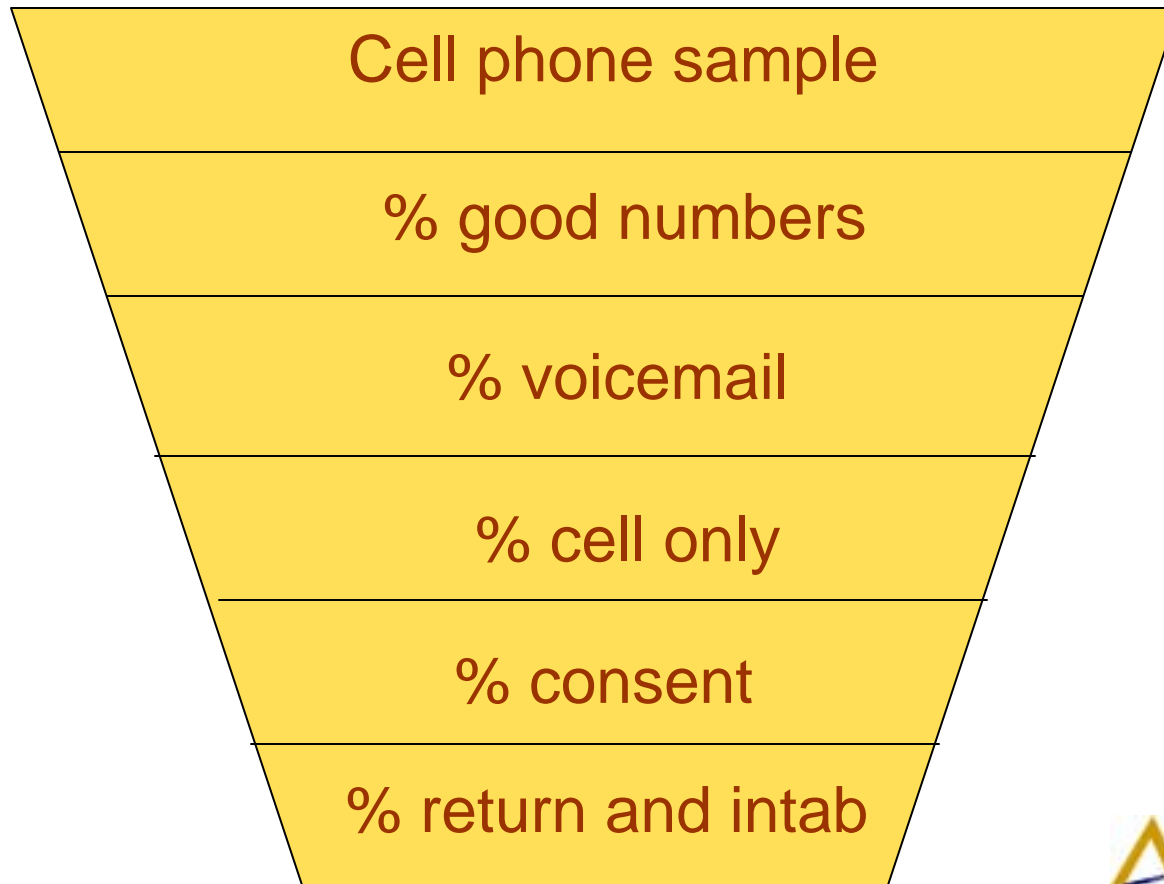 Cell phone sample
% good numbers
% voicemail
% cell only
% consent
% return and intab